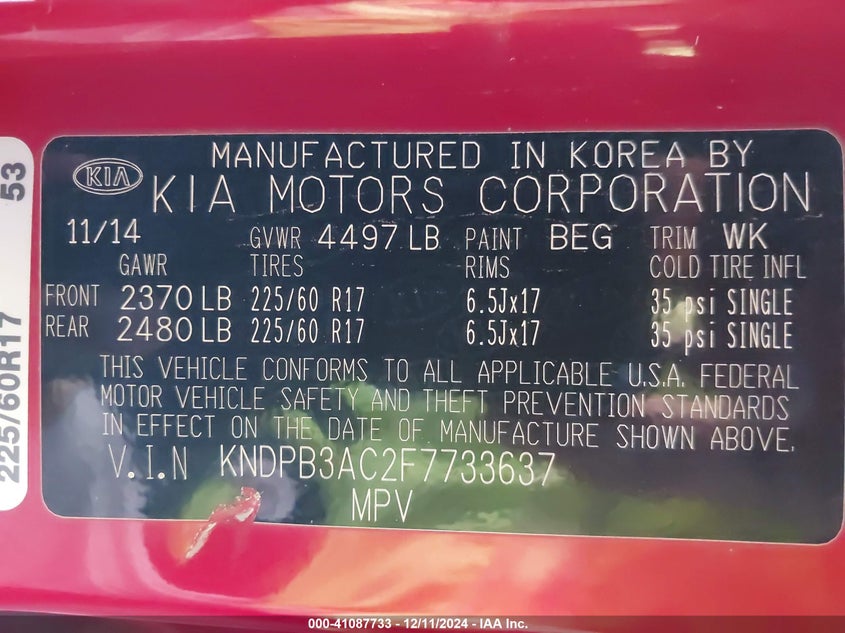 MANUFACTURED IN KOREA BY
KIA KIA MOTORS CORPORATION
11/14 GVWR 4497 LB PAINT BEG TRIM WK
GAWR TIRES RIMS COLD TIRE INFL
FRONT 2370 LB 225/60 R17 6.5Jx17 35 psi SINGLE
REAR 2480 LB 225/60 R17 6.5Jx17 35 psi SINGLE
THIS VEHICLE CONFORMS TO ALL APPLICABLE U.S.A. FEDERAL
MOTOR VEHICLE SAFETY AND THEFT PREVENTION STANDARDS
IN EFFECT ON THE DATE OF MANUFACTURE SHOWN ABOVE.
V.I.N KNDPB3AC2F7733637
MPV
225/60R17 53
000-41087733 - 12/11/2024 - IAA Inc.